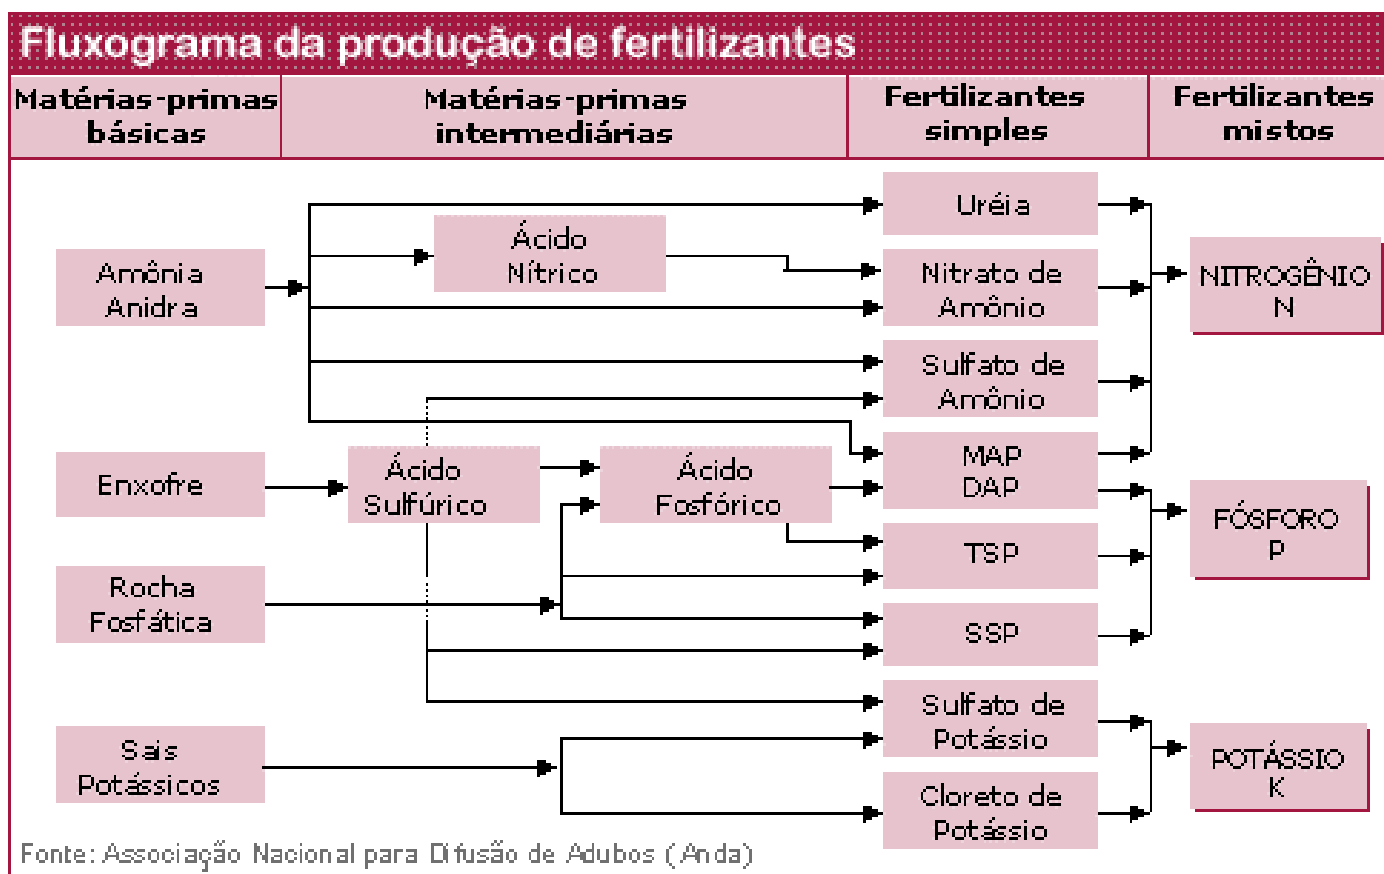 Fluxograma da produção de fertilizantes
Matérias-primas
básicas
Matérias-primas
intermediárias
Fertilizantes
simples
Fertilizantes
mistos
Amônia
Anidra
Ácido
Nítrico
Uréia
Nitrato de
Amônio
Sulfato de
Amônio
NITROGÊNIO
N
Enxofre
Ácido
Sulfúrico
Ácido
Fosfórico
MAP
DAP
TSP
SSP
FÓSFORO
P
Rocha
Fosfática
Sais
Potássicos
Sulfato de
Potássio
Cloreto de
Potássio
POTÁSSIO
K
Fonte: Associação Nacional para Difusão de Adubos (Anda)